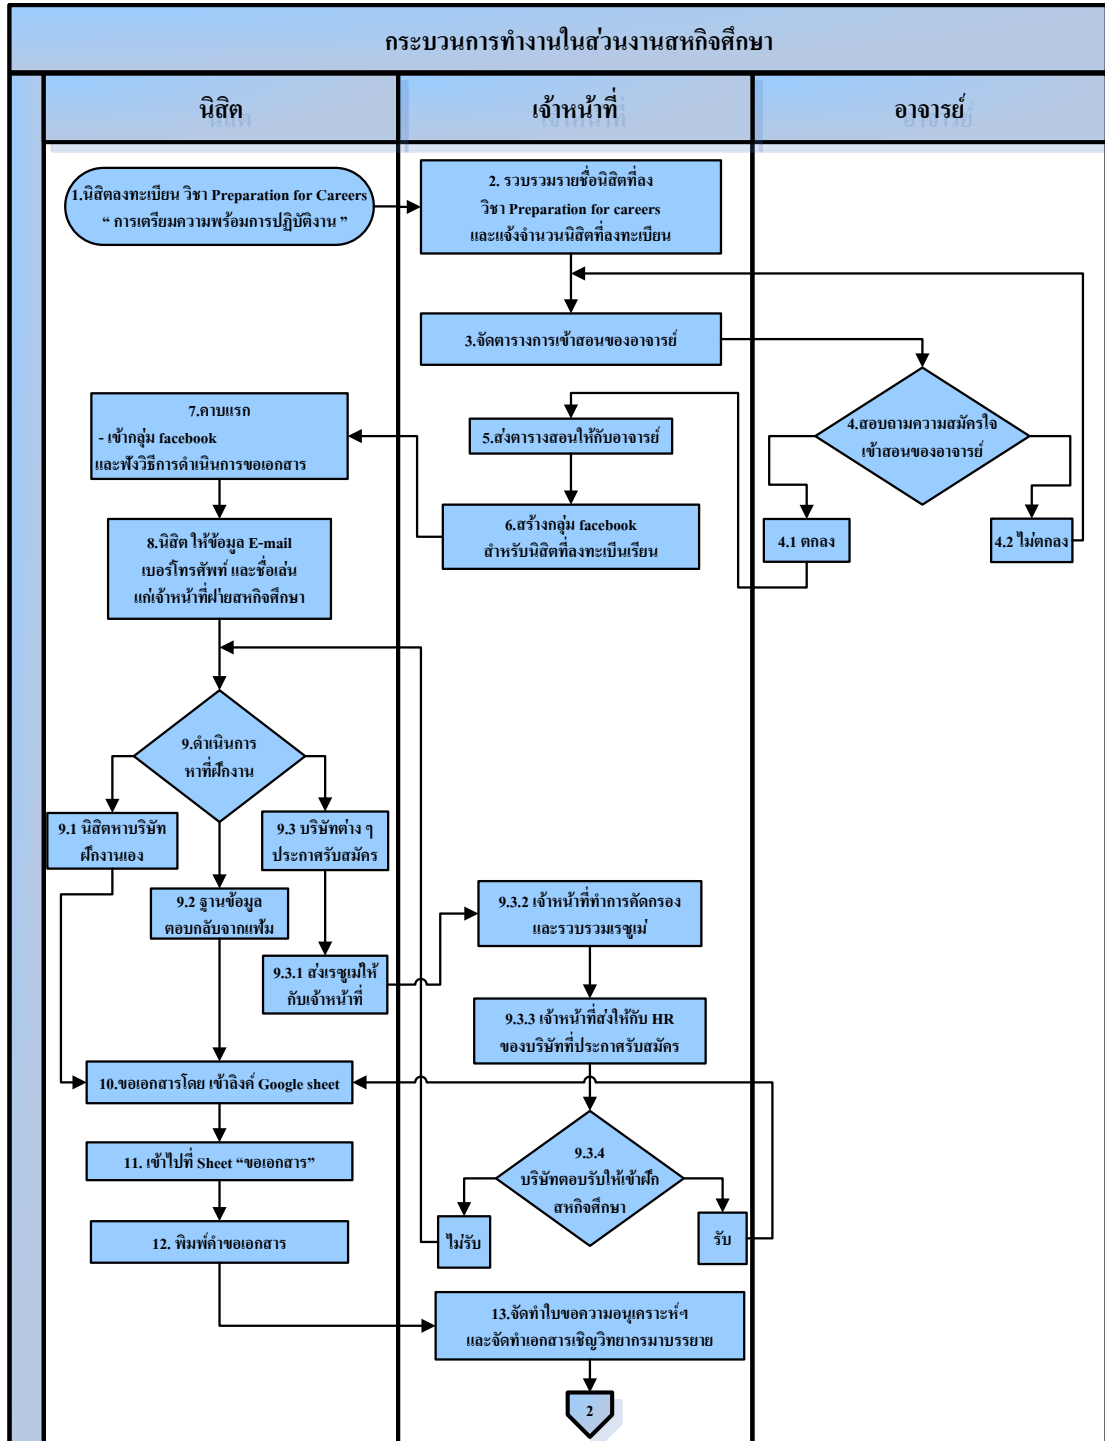 กระบวนการทำงานในส่วนงานสหกิจศึกษา
นิสิต
เจ้าหน้าที่
อาจารย์
1.นิสิตลงทะเบียน วิชา Preparation for Careers
“ การเตรียมความพร้อมการปฏิบัติงาน ”
2. รวบรวมรายชื่อนิสิตที่ลง
วิชา Preparation for careers
และแจ้งจำนวนนิสิตที่ลงทะเบียน
3.จัดตารางการเข้าสอนของอาจารย์
4.สอบถามความสมัครใจ
เข้าสอนของอาจารย์
4.1 ตกลง
4.2 ไม่ตกลง
5.ส่งตารางสอนให้กับอาจารย์
6.สร้างกลุ่ม facebook
สำหรับนิสิตที่ลงทะเบีนเรียน
7.คาบแรก
- เข้ากลุ่ม facebook
และฟังวิธีการดำเนินการขอเอกสาร
8.นิสิต ให้ข้อมูล E-mail
เบอร์โทรศัพท์ และชื่อเล่น
แก่เจ้าหน้าที่ฝ่ายสหกิจศึกษา
9.ดำเนินการ
หาที่ฝึกงาน
9.1 นิสิตหาบริษัท
ฝึกงานเอง
9.2 ฐานข้อมูล
ตอบกลับจากแฟ้ม
9.3 บริษัทต่าง ๆ
ประกาศรับสมัคร
9.3.1 ส่งเรซูเม่ให้
กับเจ้าหน้าที่
9.3.2 เจ้าหน้าที่ทำการคัดกรอง
และรวบรวมเรซูเม่
9.3.3 เจ้าหน้าที่ส่งให้กับ HR
ของบริษัทที่ประกาศรับสมัคร
9.3.4
บริษัทตอบรับให้เข้าฝึก
สหกิจศึกษา
ไม่รับ
รับ
10.ขอเอกสารโดย เข้าลิงค์ Google sheet
11. เข้าไปที่ Sheet “ขอเอกสาร”
12. พิมพ์คำขอเอกสาร
13.จัดทำใบขอความอนุเคราะห์ฯ
และจัดทำเอกสารเชิญวิทยากรมาบรรยาย
2